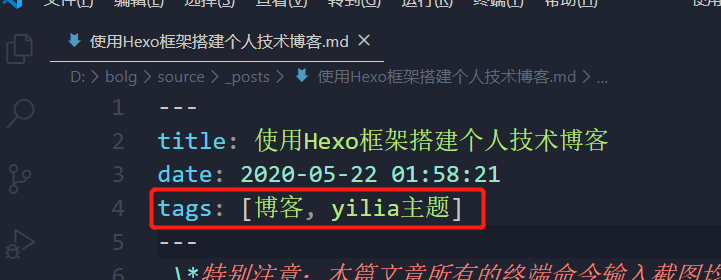 文件(F) 编辑(E) 选择(S) 查看(V) 转到(G) 运行(R) 终端(T) 帮助(H) 使用
使用Hexo框架搭建个人技术博客.md ×
D: > bolg > source > _posts > 使用Hexo框架搭建个人技术博客.md > ...
1 ---
2 title: 使用Hexo框架搭建个人技术博客
3 date: 2020-05-22 01:58:21
4 tags: [博客, yilia主题]
5 ---
6 \*特别注意: 本篇文章所有的终端命令输入截图均